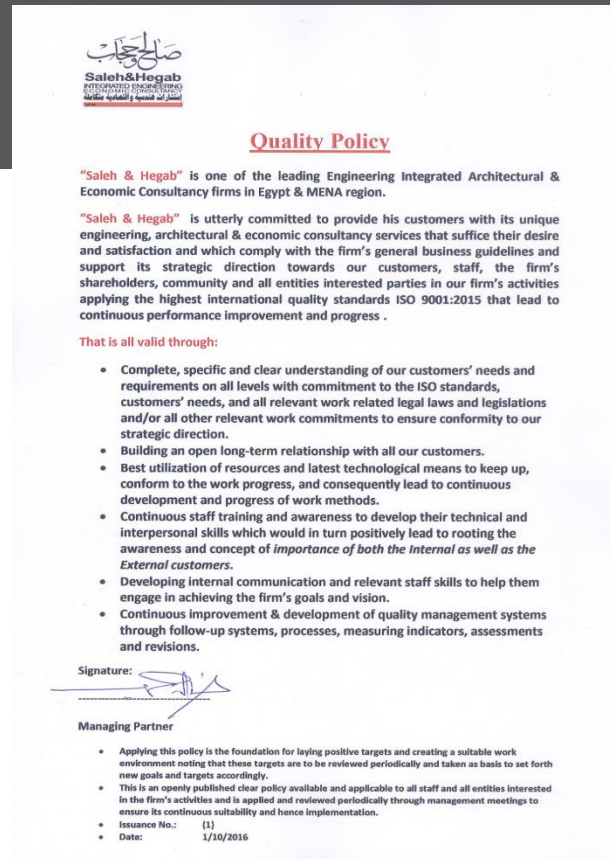 صالح وحجاب
Saleh&Hegab
INTEGRATED ENGINEERING
ECONOMIC CONSULTANCY
إستشارات هندسية واقتصادية متكاملة
Quality Policy
“Saleh & Hegab” is one of the leading Engineering Integrated Architectural &
Economic Consultancy firms in Egypt & MENA region.
“Saleh & Hegab” is utterly committed to provide his customers with its unique
engineering, architectural & economic consultancy services that suffice their desire
and satisfaction and which comply with the firm’s general business guidelines and
support its strategic direction towards our customers, staff, the firm’s
shareholders, community and all entities interested parties in our firm’s activities
applying the highest international quality standards ISO 9001:2015 that lead to
continuous performance improvement and progress .
That is all valid through:
• Complete, specific and clear understanding of our customers’ needs and
requirements on all levels with commitment to the ISO standards,
customers’ needs, and all relevant work related legal laws and legislations
and/or all other relevant work commitments to ensure conformity to our
strategic direction.
• Building an open long-term relationship with all our customers.
• Best utilization of resources and latest technological means to keep up,
conform to the work progress, and consequently lead to continuous
development and progress of work methods.
• Continuous staff training and awareness to develop their technical and
interpersonal skills which would in turn positively lead to rooting the
awareness and concept of importance of both the Internal as well as the
External customers.
• Developing internal communication and relevant staff skills to help them
engage in achieving the firm’s goals and vision.
• Continuous improvement & development of quality management systems
through follow-up systems, processes, measuring indicators, assessments
and revisions.
Signature:
Managing Partner
• Applying this policy is the foundation for laying positive targets and creating a suitable work
environment noting that these targets are to be reviewed periodically and taken as basis to set forth
new goals and targets accordingly.
• This is an openly published clear policy available and applicable to all staff and all entities interested
in the firm’s activities and is applied and reviewed periodically through management meetings to
ensure its continuous suitability and hence implementation.
• Issuance No.: (1)
• Date: 1/10/2016